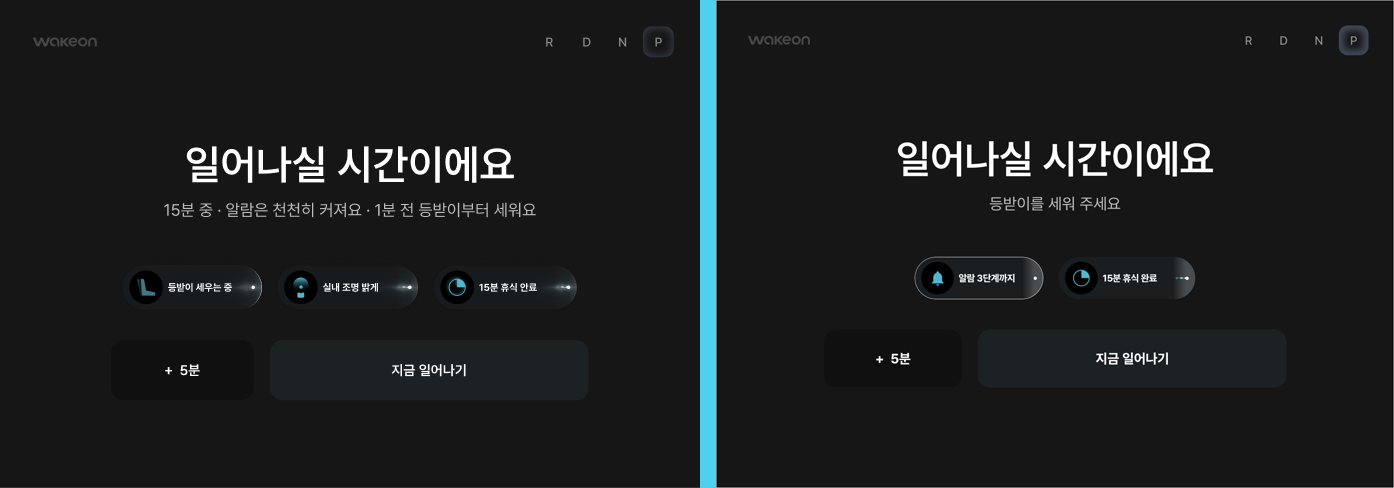 wakeon
R D N P
일어나실 시간이에요
15분 중 · 알람은 천천히 커져요 · 1분 전 등받이부터 세워요
등받이 세우는 중
실내 조명 밝게
15분 휴식 안료
+ 5분
지금 일어나기
wakeon
R D N P
일어나실 시간이에요
등받이를 세워 주세요
알람 3단계까지
15분 휴식 완료
+ 5분
지금 일어나기